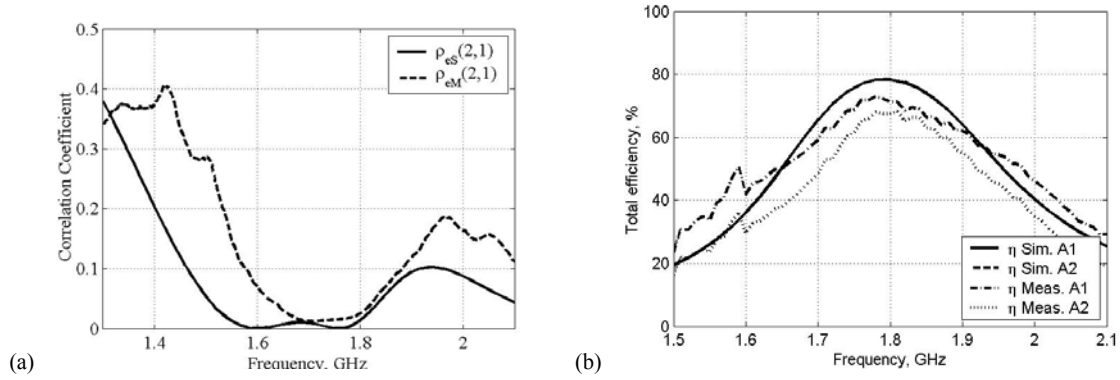 0.5
0.4
0.3
0.2
0.1
0
Correlation Coefficient
ρeS(2,1)
ρeM(2,1)
1.4 1.6 1.8 2
Frequency, GHz
(a)
100
80
60
40
20
0
Total efficiency, %
η Sim. A1
η Sim. A2
η Meas. A1
η Meas. A2
1.5 1.6 1.7 1.8 1.9 2 2.1
Frequency, GHz
(b)